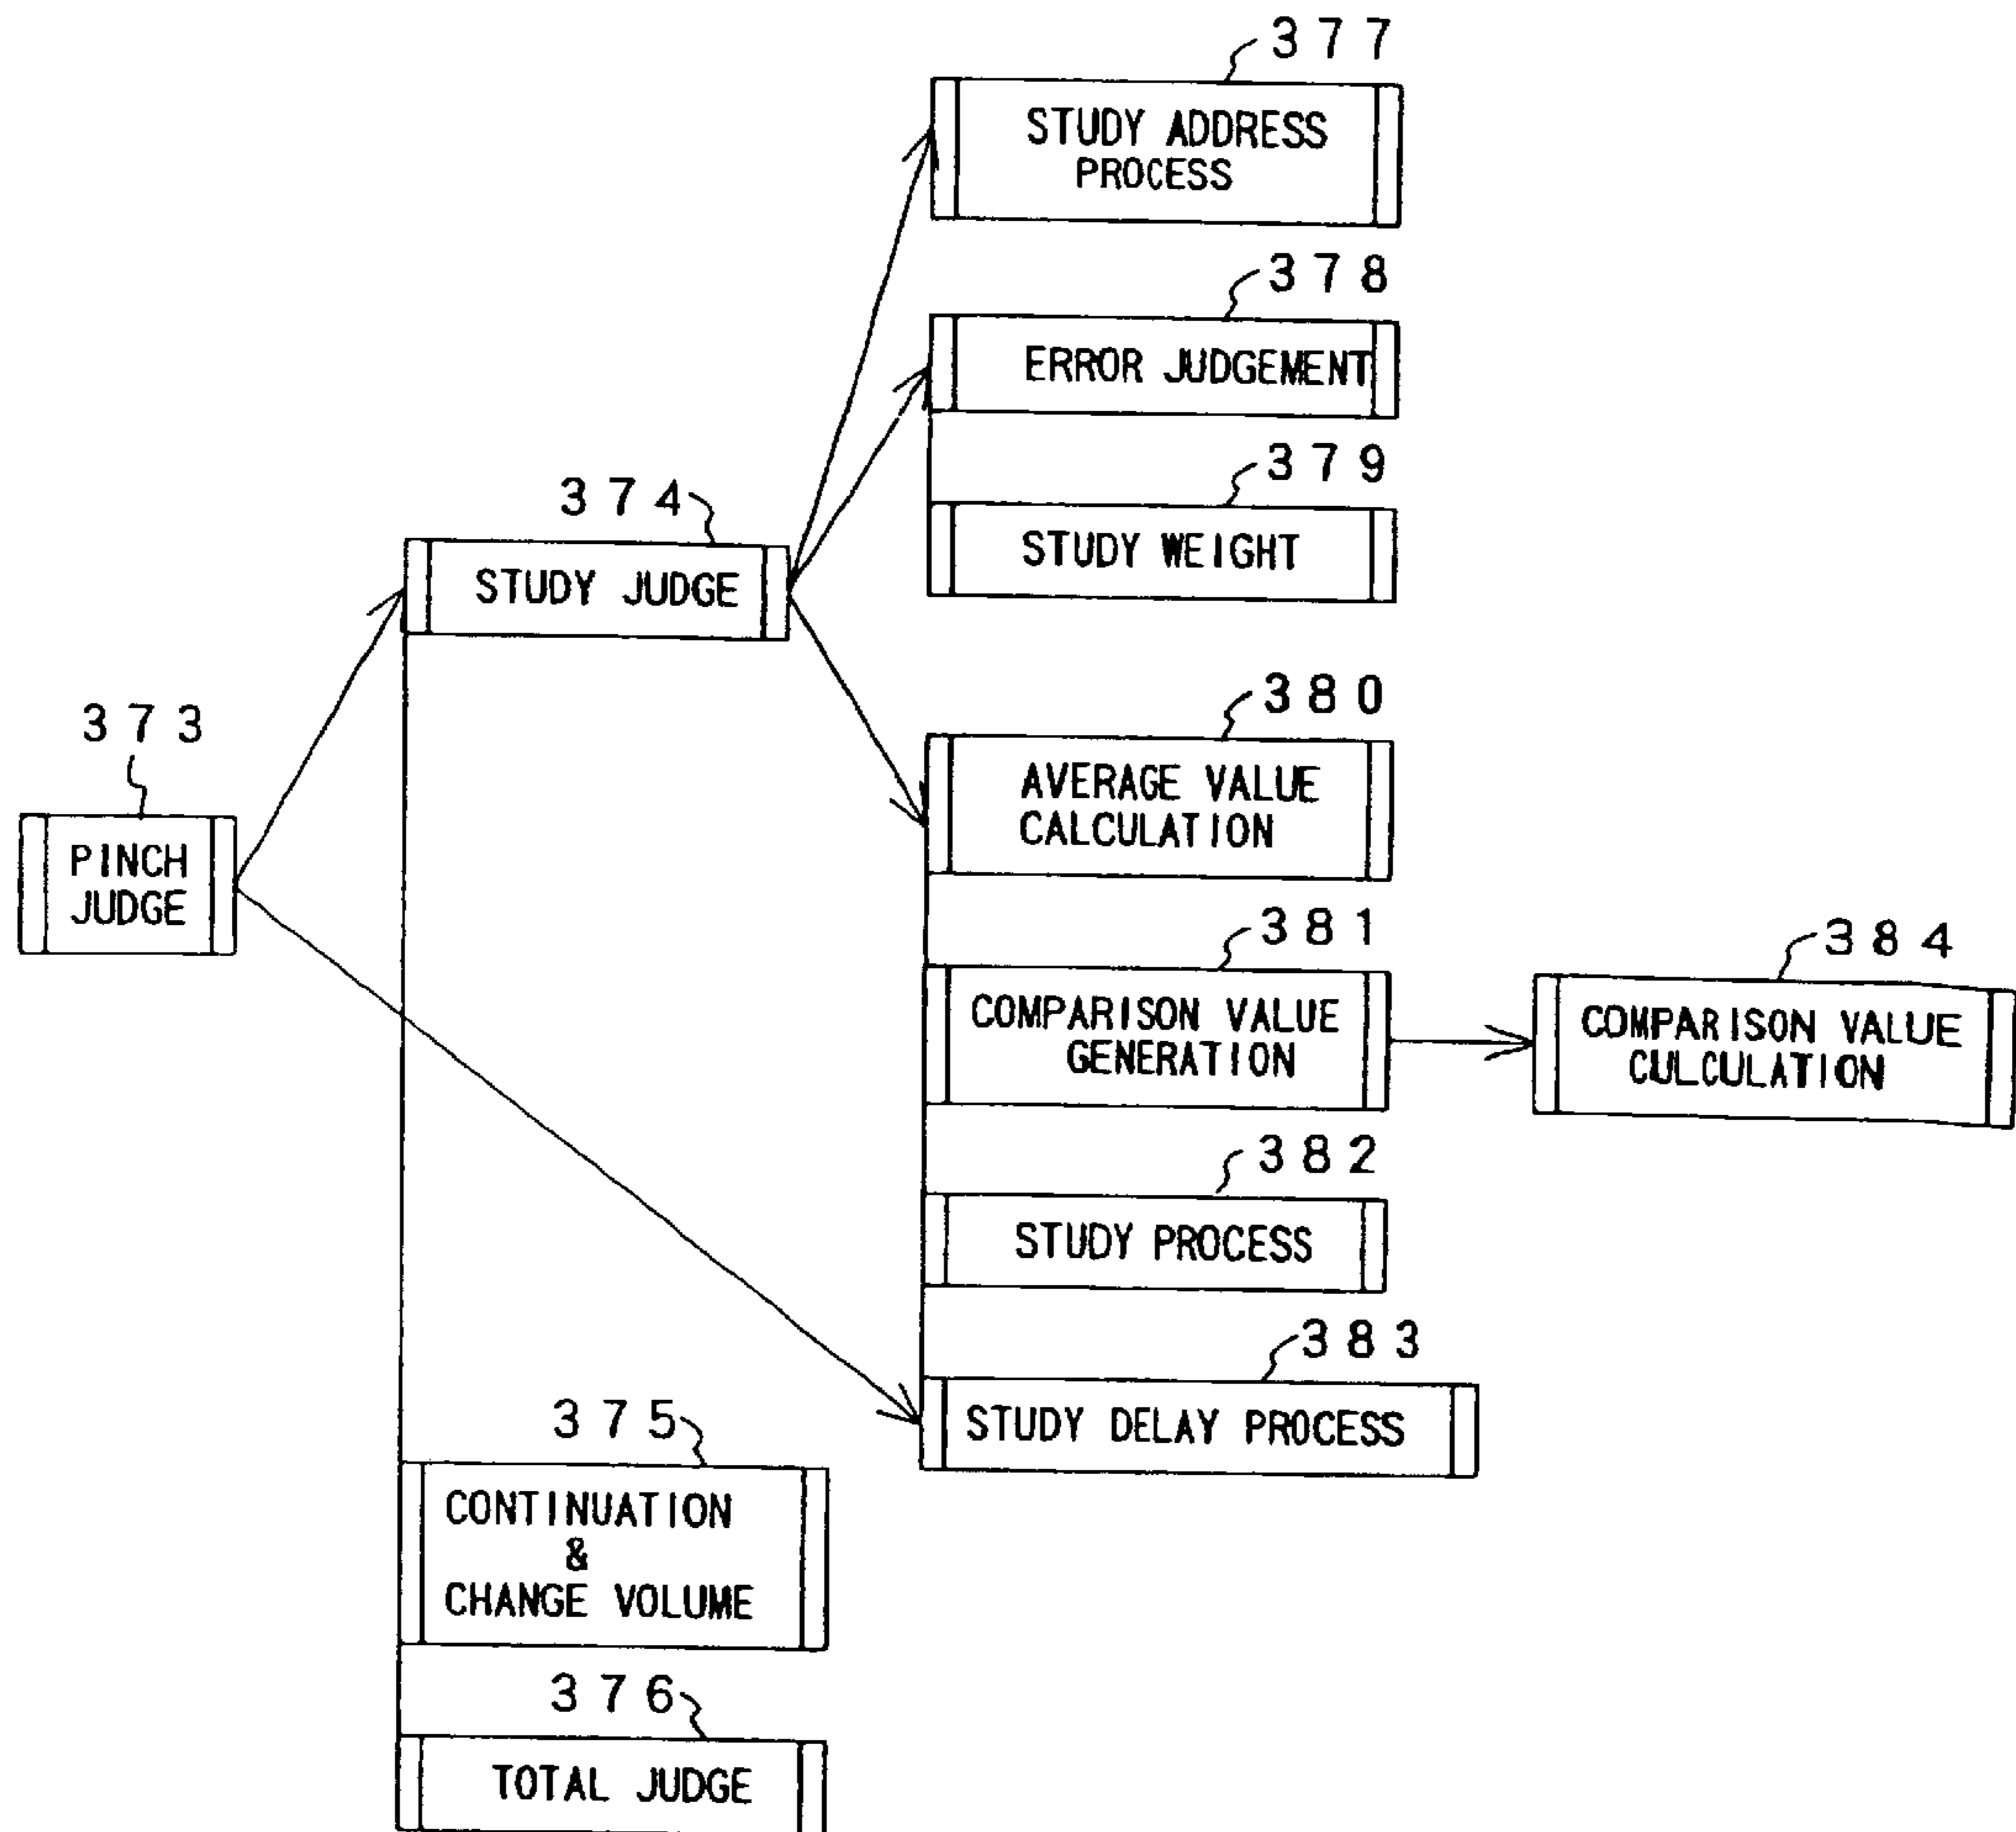 377
STUDY ADDRESS
PROCESS
378
ERROR JUDGEMENT
379
STUDY WEIGHT
374
STUDY JUDGE
380
AVERAGE VALUE
CALCULATION
373
PINCH
JUDGE
381
COMPARISON VALUE
GENERATION
384
COMPARISON VALUE
CULCULATION
382
STUDY PROCESS
383
STUDY DELAY PROCESS
375
CONTINUATION
&
CHANGE VOLUME
376
TOTAL JUDGE